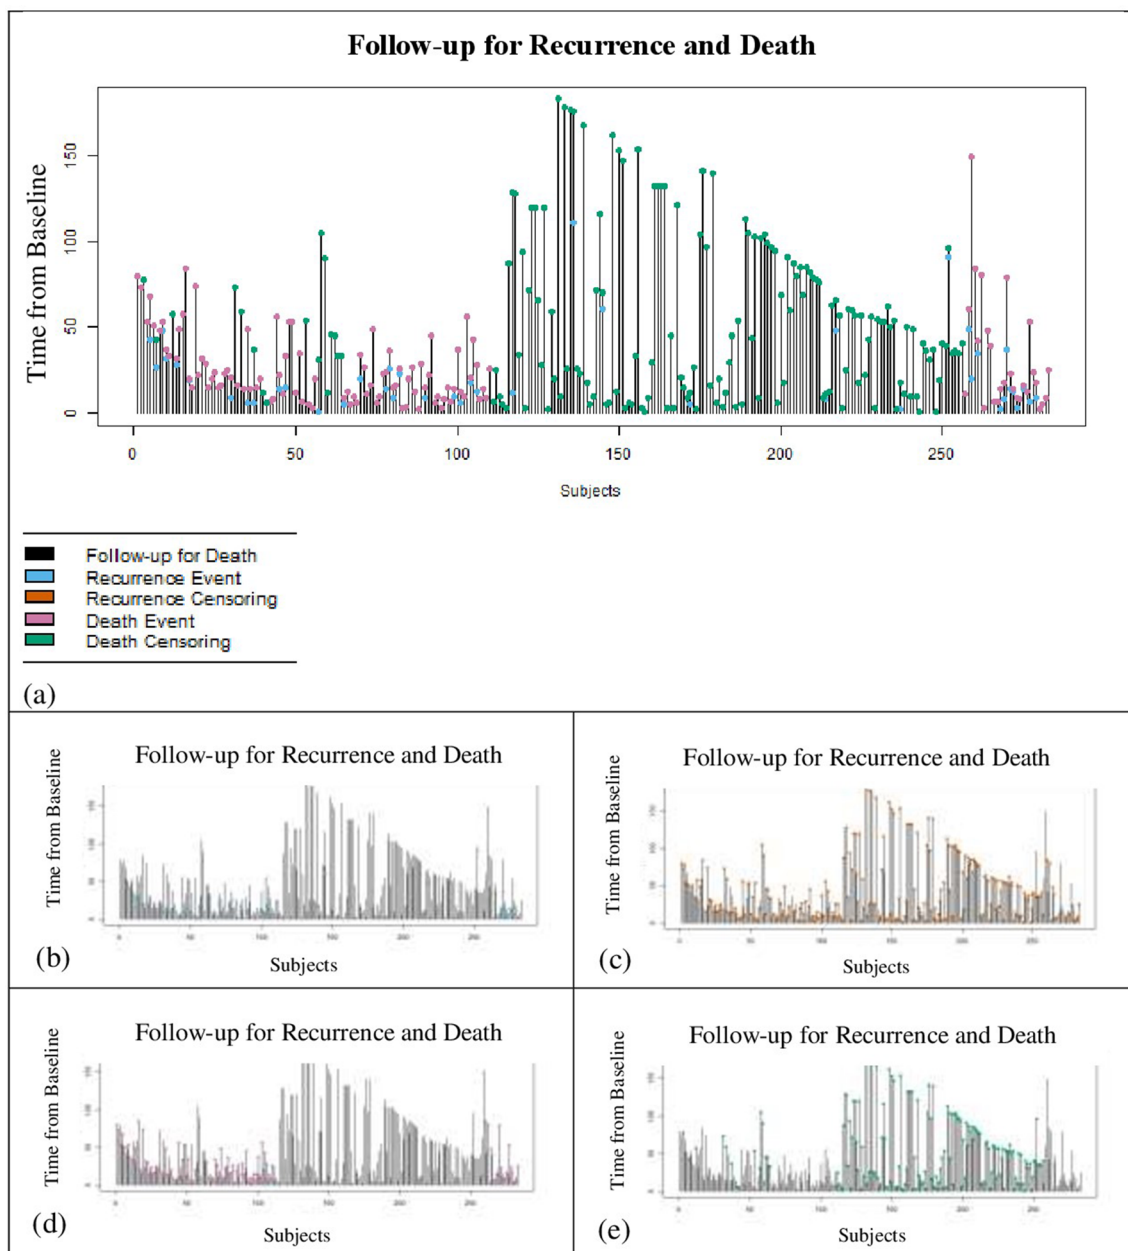 Follow-up for Recurrence and Death
Time from Baseline
150
100
50
0
0 50 100 150 200 250
Subjects
Follow-up for Death
Recurrence Event
Recurrence Censoring
Death Event
Death Censoring
(a)
Follow-up for Recurrence and Death
Time from Baseline
Subjects
(b)
Follow-up for Recurrence and Death
Time from Baseline
Subjects
(c)
Follow-up for Recurrence and Death
Time from Baseline
Subjects
(d)
Follow-up for Recurrence and Death
Time from Baseline
Subjects
(e)